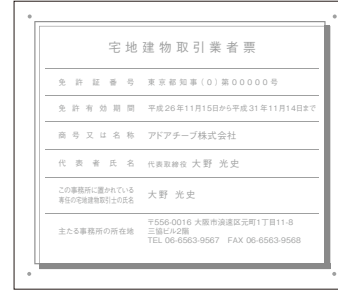 宅地建物取引業者票
免許証番号 東京都知事(0)第00000号
免許有効期間 平成26年11月15日から平成31年11月14日まで
商号又は名称 アドアチーブ株式会社
代表者氏名 代表取締役 大野 光史
この事務所に置かれている
専任の宅地建物取引士の氏名 大野 光史
主たる事務所の所在地 〒556-0016 大阪市浪速区元町1丁目11-8
三協ビル2階
TEL 06-6563-9567 FAX 06-6563-9568